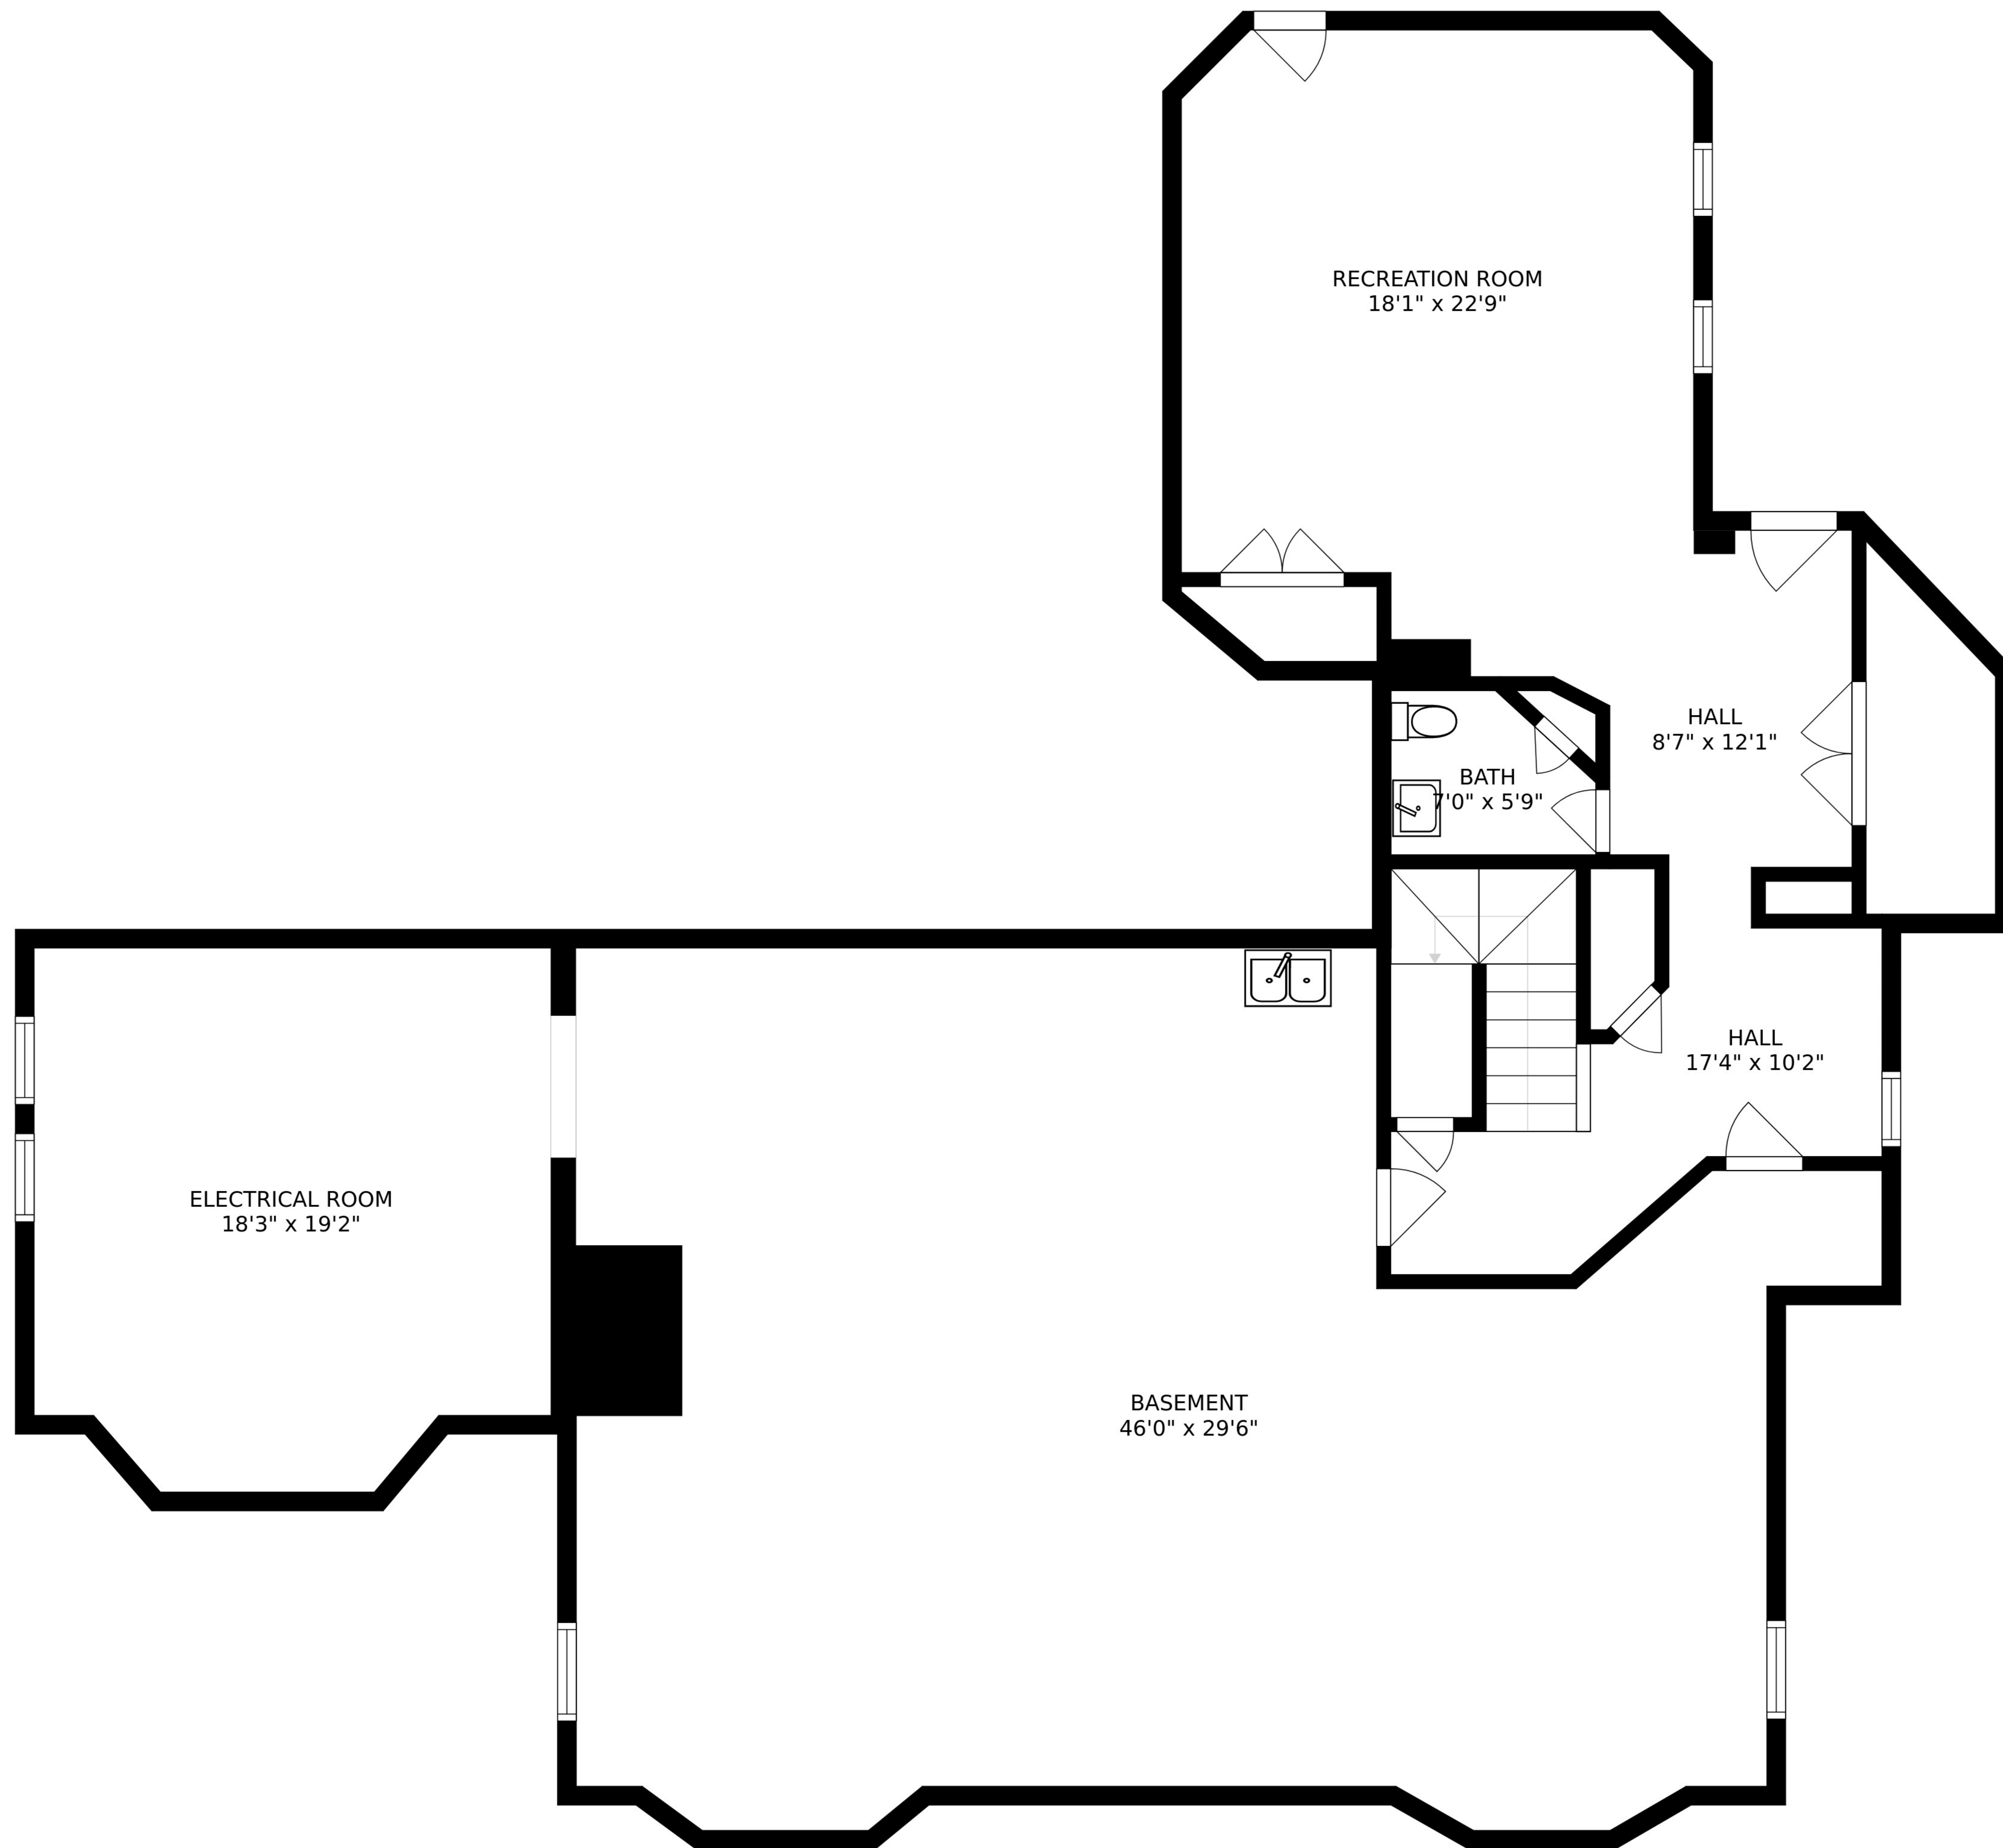 RECREATION ROOM
18'1" x 22'9"
HALL
8'7" x 12'1"
BATH
7'0" x 5'9"
HALL
17'4" x 10'2"
ELECTRICAL ROOM
18'3" x 19'2"
BASEMENT
46'0" x 29'6"